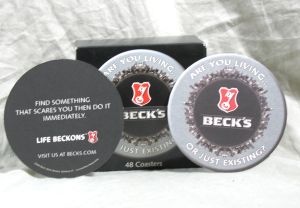 FIND SOMETHING
THAT SCARES YOU THEN DO IT
IMMEDIATELY.
LIFE BECKONS
VISIT US AT BECKS.COM
ARE YOU LIVING
BECK'S
OR JUST
48 Coasters
ARE YOU LIVING
BECK'S
OR JUST EXISTING?